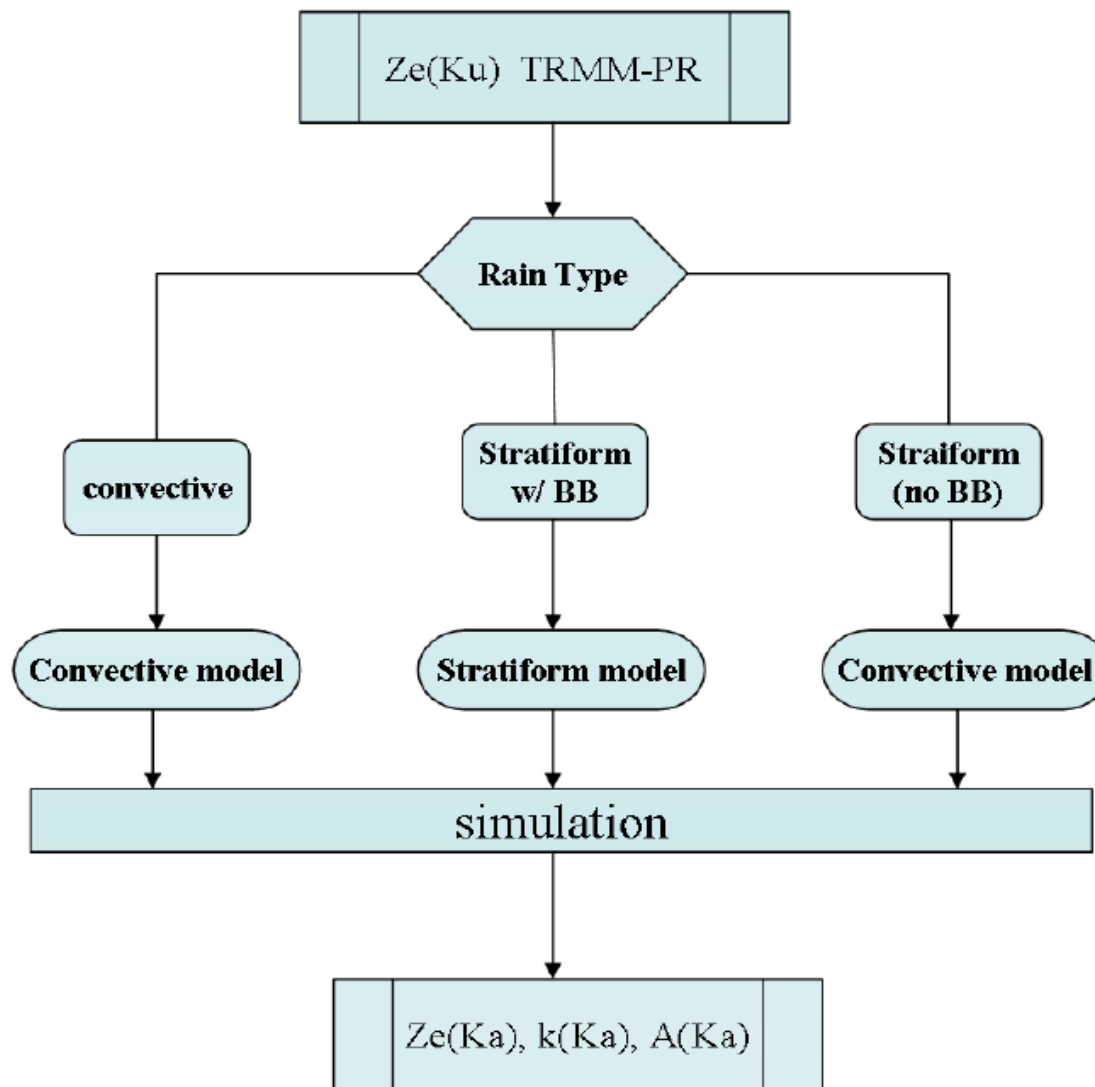 Ze(Ku) TRMM-PR
Rain Type
convective
Stratiform
w/ BB
Straiform
(no BB)
Convective model
Stratiform model
Convective model
simulation
Ze(Ka), k(Ka), A(Ka)